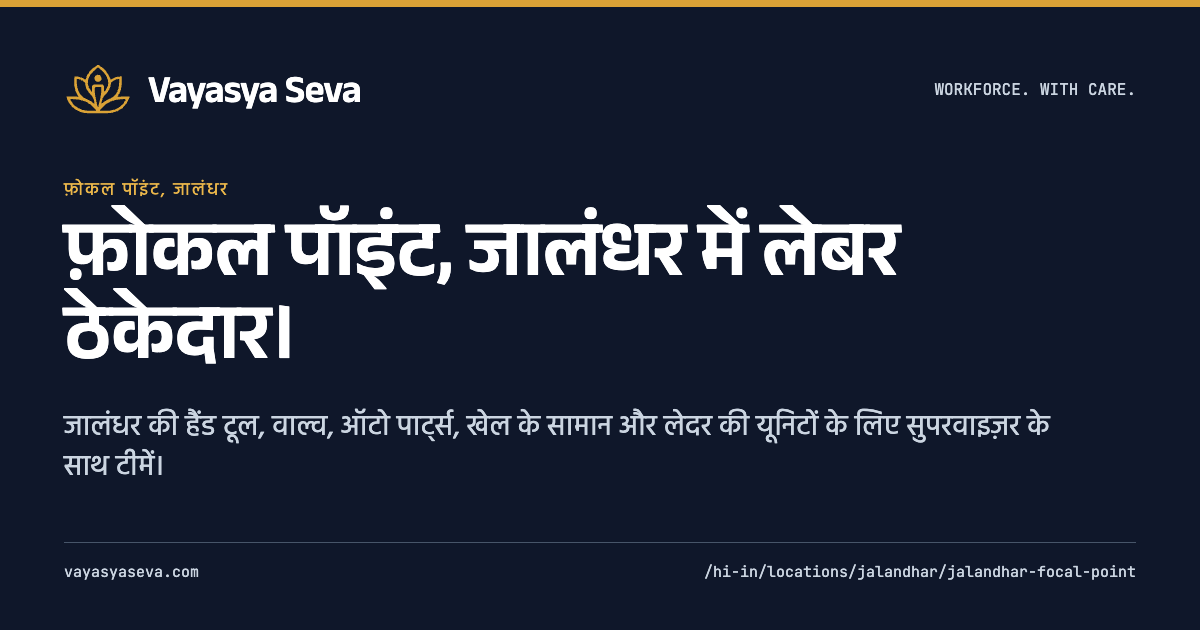 Vayasya Seva
WORKFORCE. WITH CARE.
फ़ोकल पॉइंट, जालंधर
फ़ोकल पॉइंट, जालंधर में लेबर
ठेकेदार।
जालंधर की हैंड टूल, वाल्व, ऑटो पार्ट्स, खेल के सामान और लेदर की यूनिटों के लिए सुपरवाइज़र के
साथ टीमें।
vayasyaseva.com
/hi-in/locations/jalandhar/jalandhar-focal-point